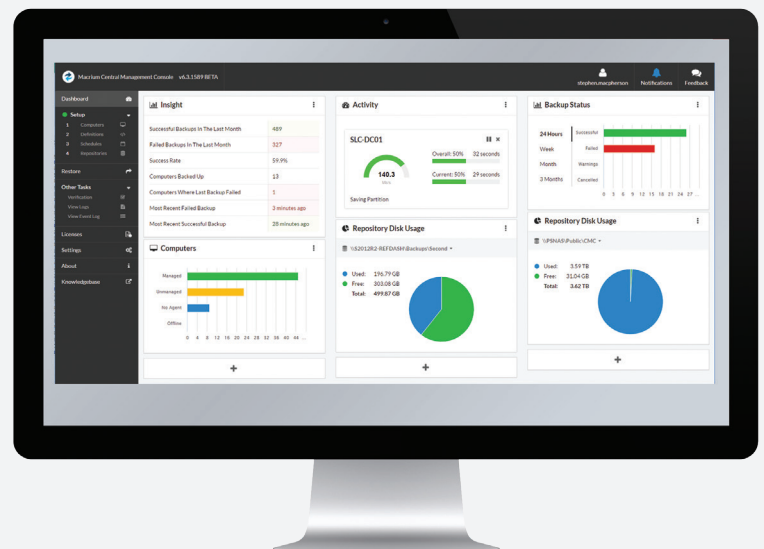 Macrium Central Management Console v6.3.1589 BETA
stephen.macpherson
Notifications
Feedback
Dashboard
Setup
1 Computers
2 Definitions
3 Schedules
4 Repositories
Restore
Other Tasks
Verification
View Logs
View Event Log
Licenses
Settings
About
Knowledgebase
Insight
Successful Backups In The Last Month 489
Failed Backups In The Last Month 327
Success Rate 59.9%
Computers Backed Up 13
Computers Where Last Backup Failed 1
Most Recent Failed Backup 3 minutes ago
Most Recent Successful Backup 28 minutes ago
Computers
Managed
Unmanaged
No Agent
Offline
0 4 8 12 16 20 24 28 32 36 40 44 ...
Activity
SLC-DC01
140.3
Overall: 50% 32 seconds
Current: 50% 29 seconds
Saving Partition
Repository Disk Usage
\\S2012R2-REFDASM\Backups\Second
Used: 196.79 GB
Free: 303.08 GB
Total: 499.87 GB
Backup Status
24 Hours
Week
Month
3 Months
Successful
Failed
Warnings
Cancelled
0 3 6 9 12 15 18 21 24 27 ...
Repository Disk Usage
\\PSNAS\Public\CMC
Used: 3.59 TB
Free: 31.04 GB
Total: 3.62 TB